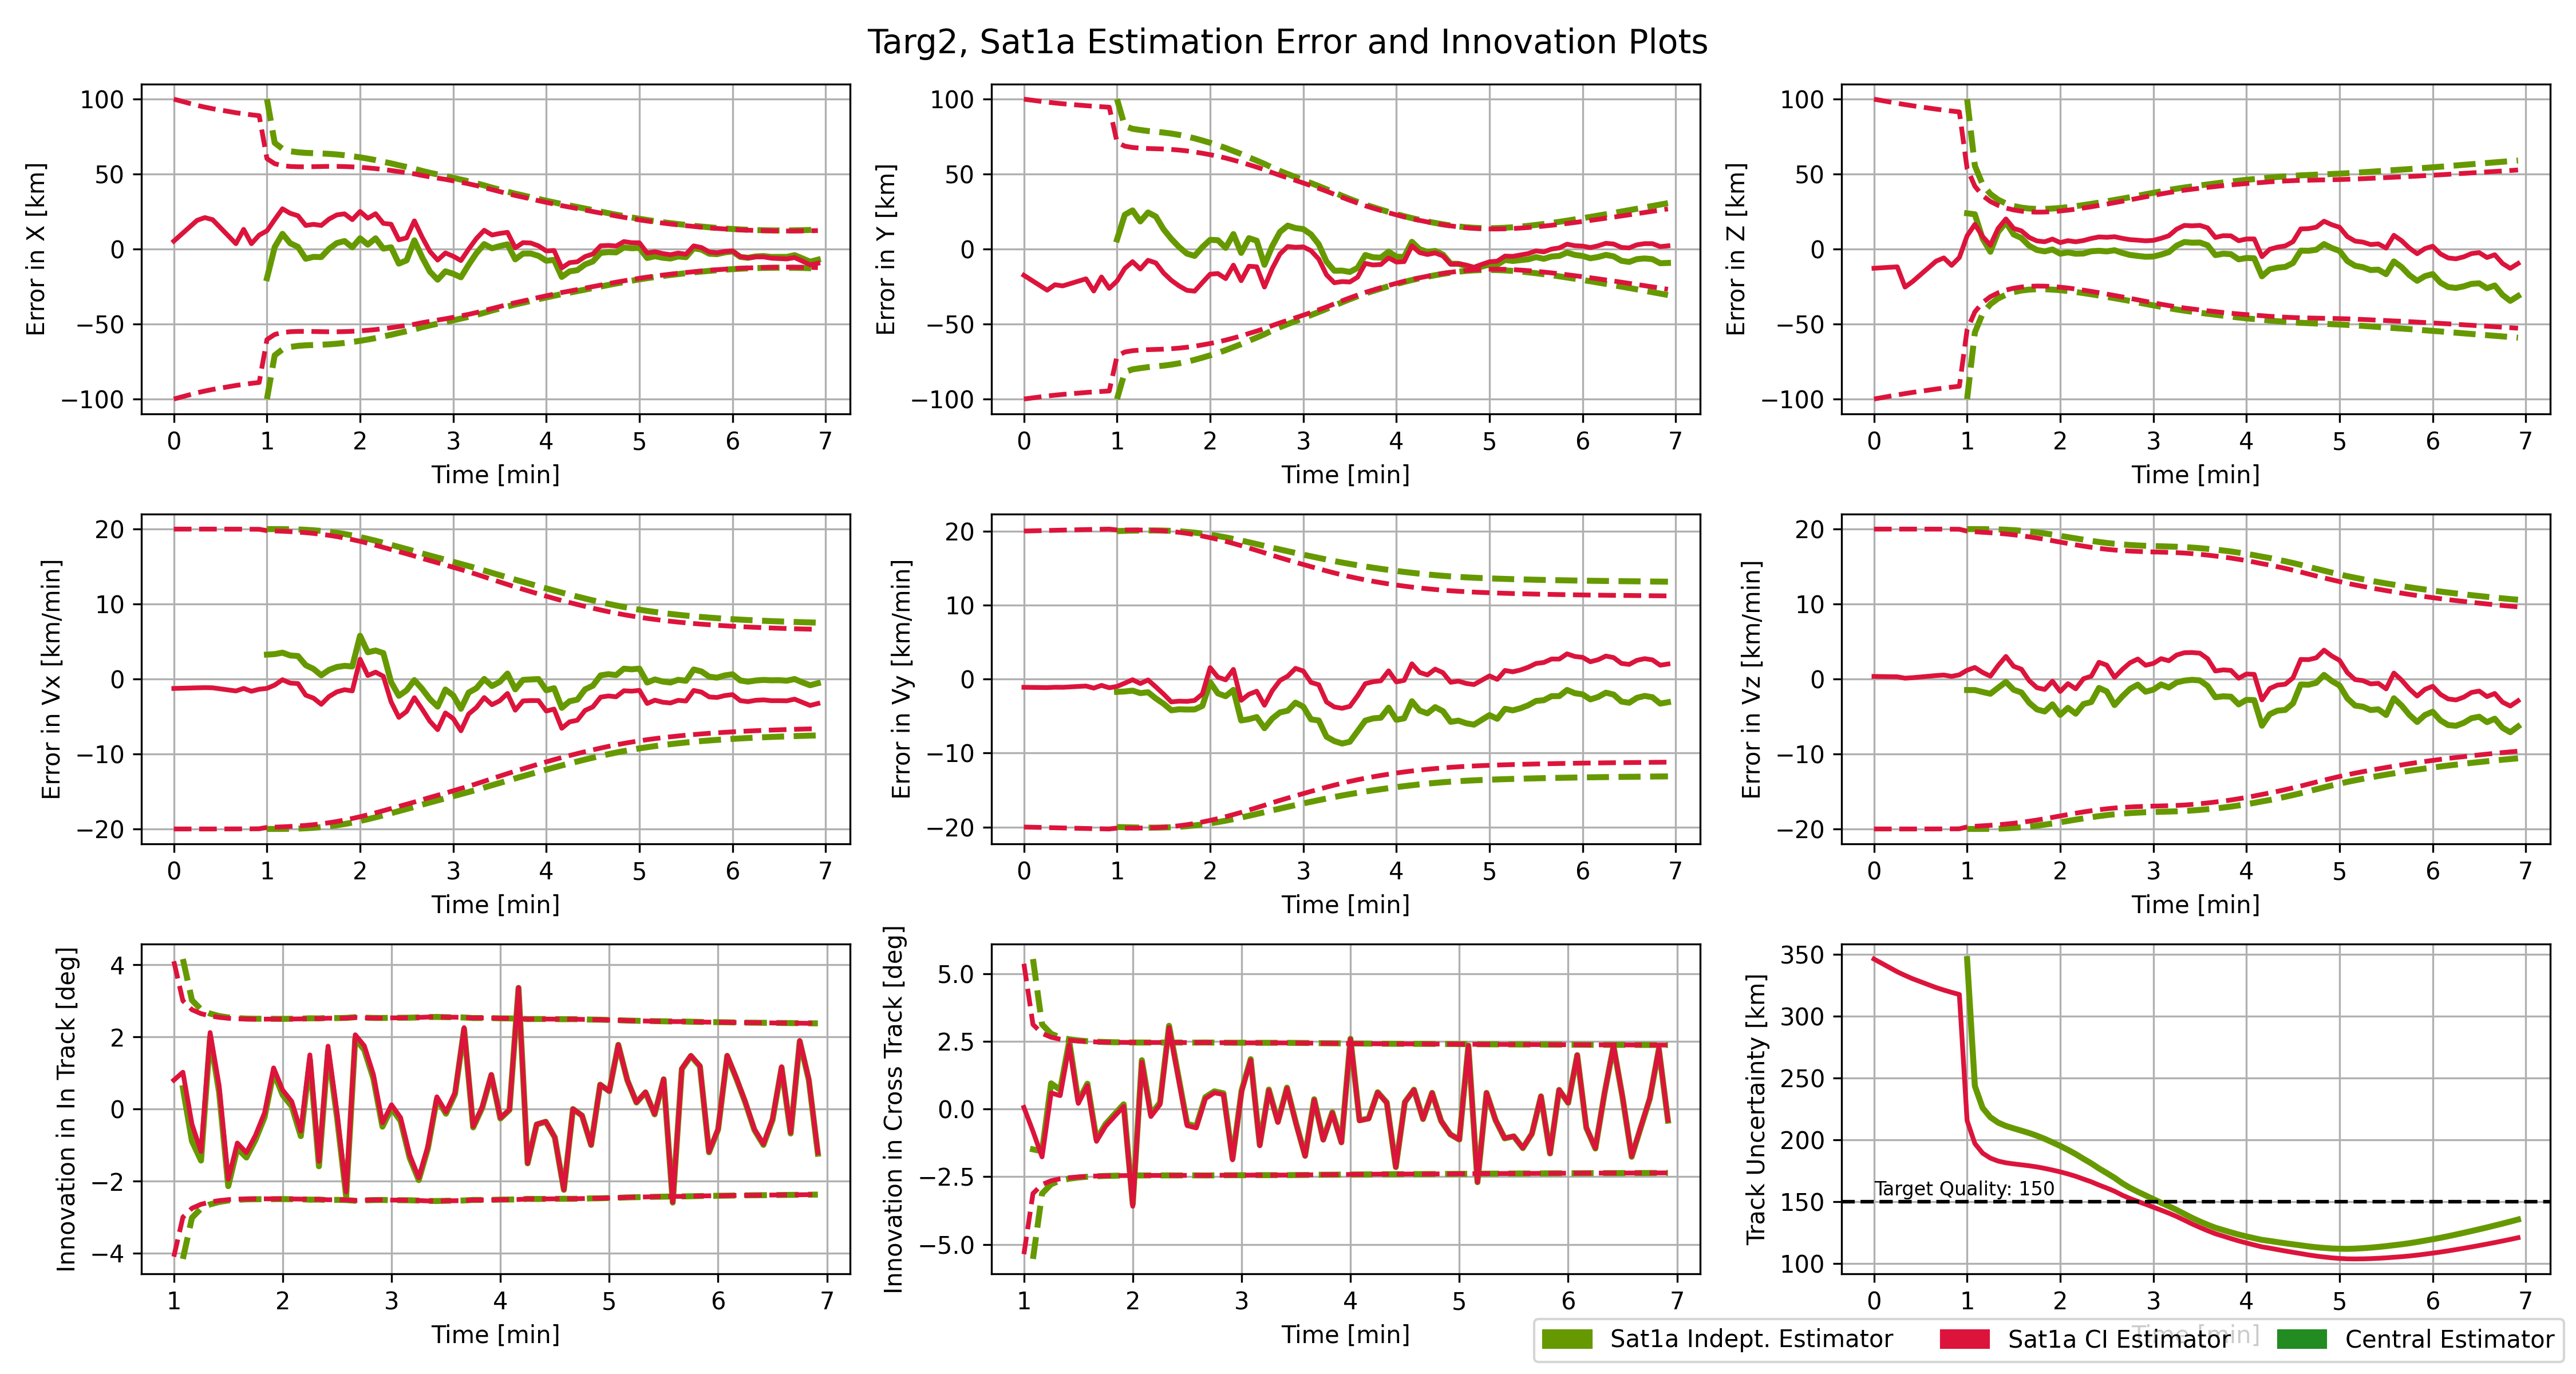 Targ2, Sat1a Estimation Error and Innovation Plots
Error in X [km]
100
50
0
−50
−100
0 1 2 3 4 5 6 7
Time [min]
Error in Y [km]
100
50
0
−50
−100
0 1 2 3 4 5 6 7
Time [min]
Error in Z [km]
100
50
0
−50
−100
0 1 2 3 4 5 6 7
Time [min]
Error in Vx [km/min]
20
10
0
−10
−20
0 1 2 3 4 5 6 7
Time [min]
Error in Vy [km/min]
20
10
0
−10
−20
0 1 2 3 4 5 6 7
Time [min]
Error in Vz [km/min]
20
10
0
−10
−20
0 1 2 3 4 5 6 7
Time [min]
Innovation in In Track [deg]
4
2
0
−2
−4
1 2 3 4 5 6 7
Time [min]
Innovation in Cross Track [deg]
5.0
2.5
0.0
−2.5
−5.0
1 2 3 4 5 6 7
Time [min]
Track Uncertainty [km]
350
300
250
200
150
100
Target Quality: 150
0 1 2 3 4 5 6 7
Time [min]
Sat1a Indept. Estimator
Sat1a CI Estimator
Central Estimator